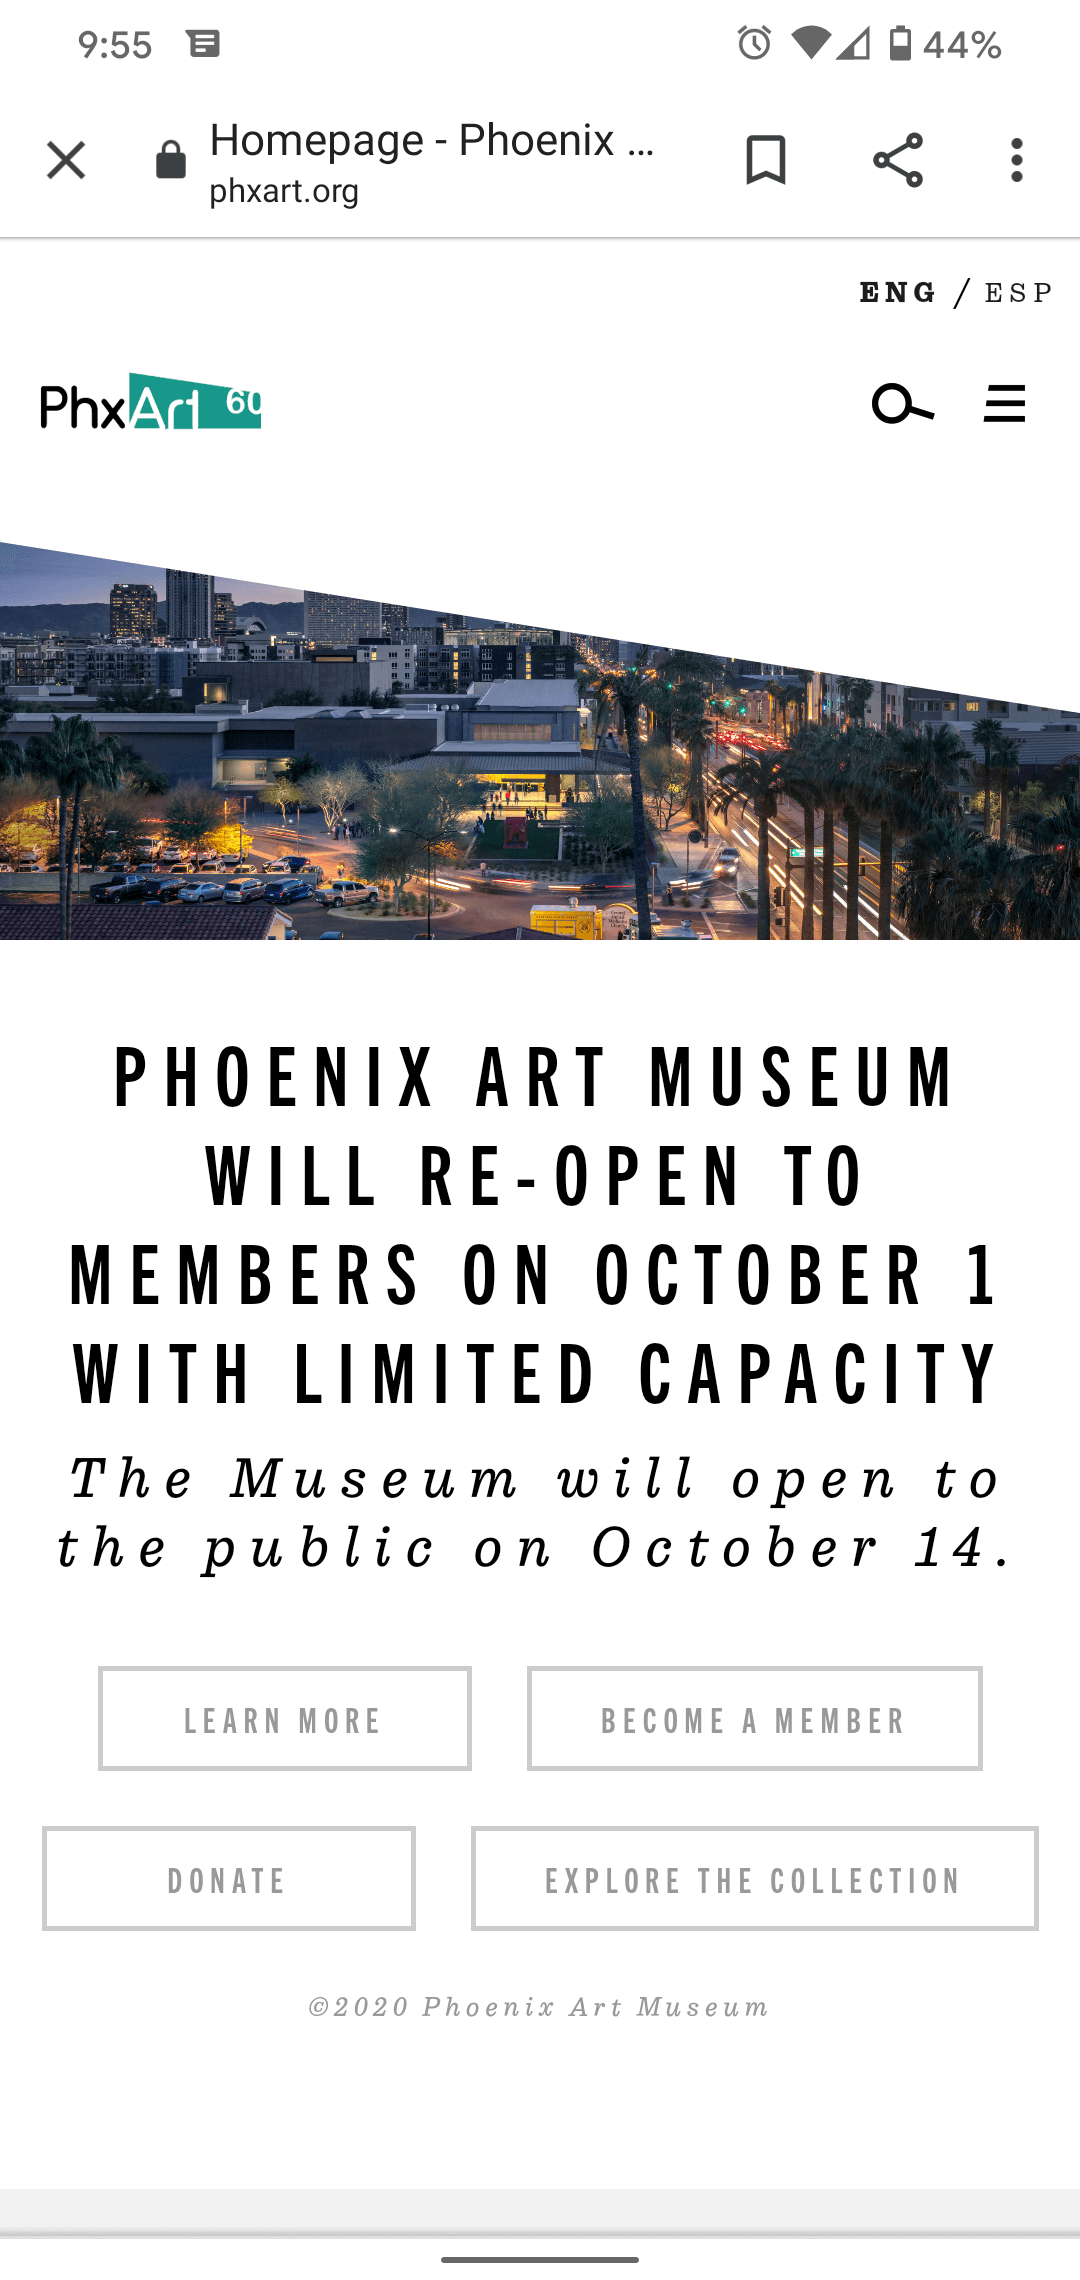 9:55
44%
Homepage - Phoenix ...
phxart.org
ENG / ESP
PhxArt 60
PHOENIX ART MUSEUM
WILL RE-OPEN TO
MEMBERS ON OCTOBER 1
WITH LIMITED CAPACITY
The Museum will open to
the public on October 14.
LEARN MORE
BECOME A MEMBER
DONATE
EXPLORE THE COLLECTION
©2020 Phoenix Art Museum